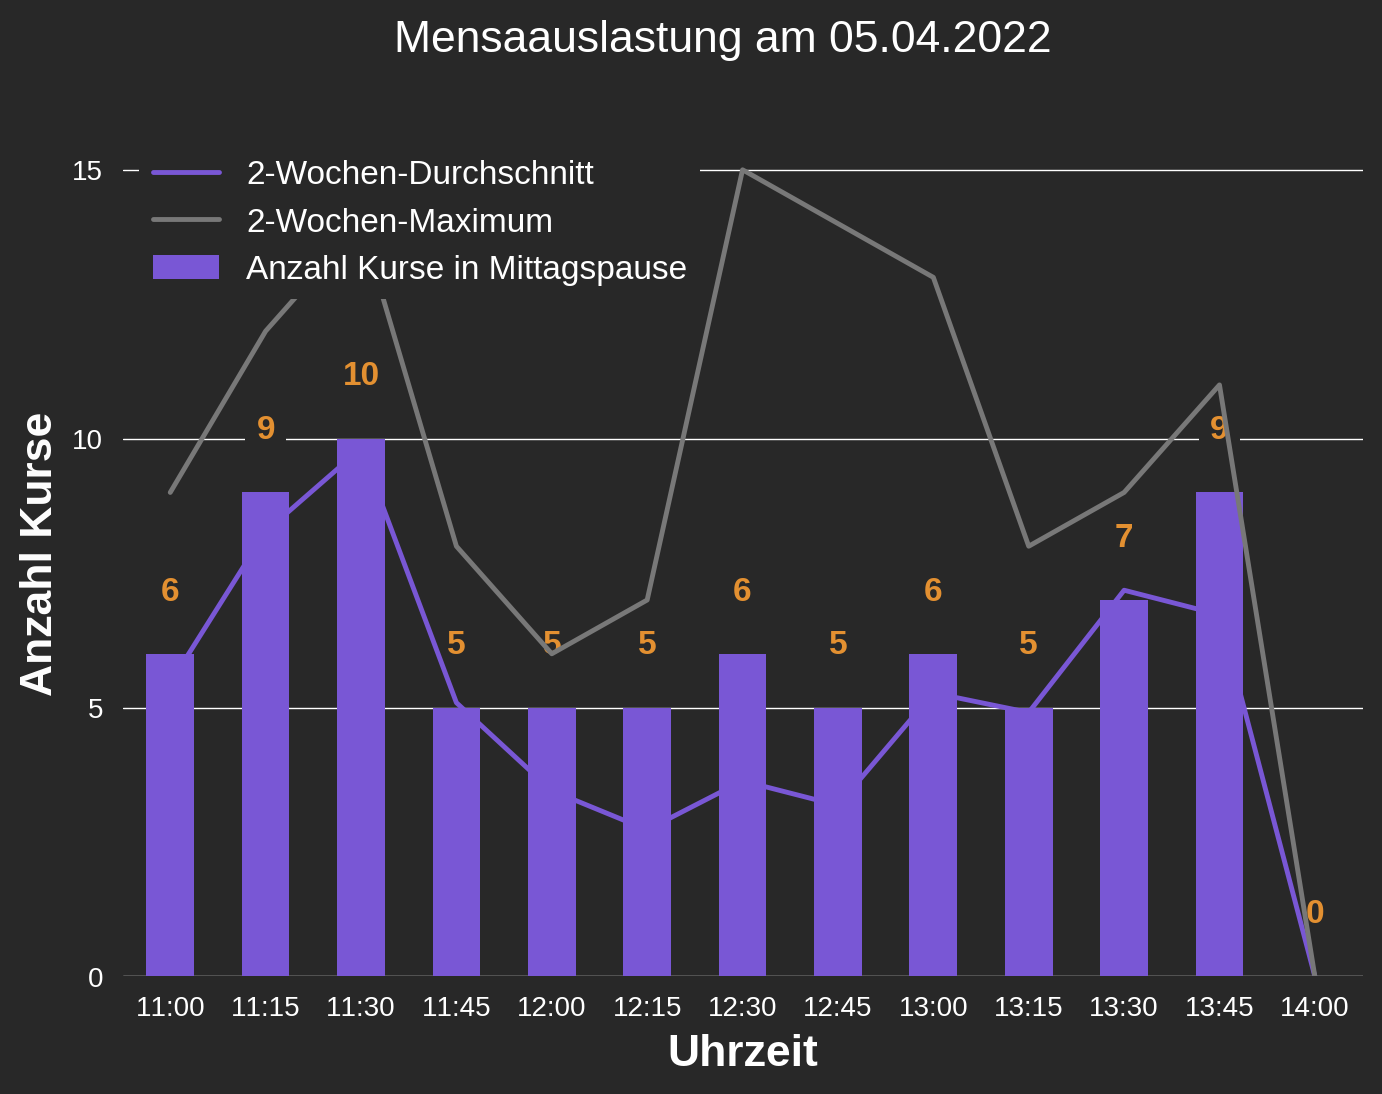 Mensaauslastung am 05.04.2022
2-Wochen-Durchschnitt
2-Wochen-Maximum
Anzahl Kurse in Mittagspause
Anzahl Kurse
15
10
5
0
6
9
10
5
5
5
6
5
6
5
7
9
0
11:00 11:15 11:30 11:45 12:00 12:15 12:30 12:45 13:00 13:15 13:30 13:45 14:00
Uhrzeit